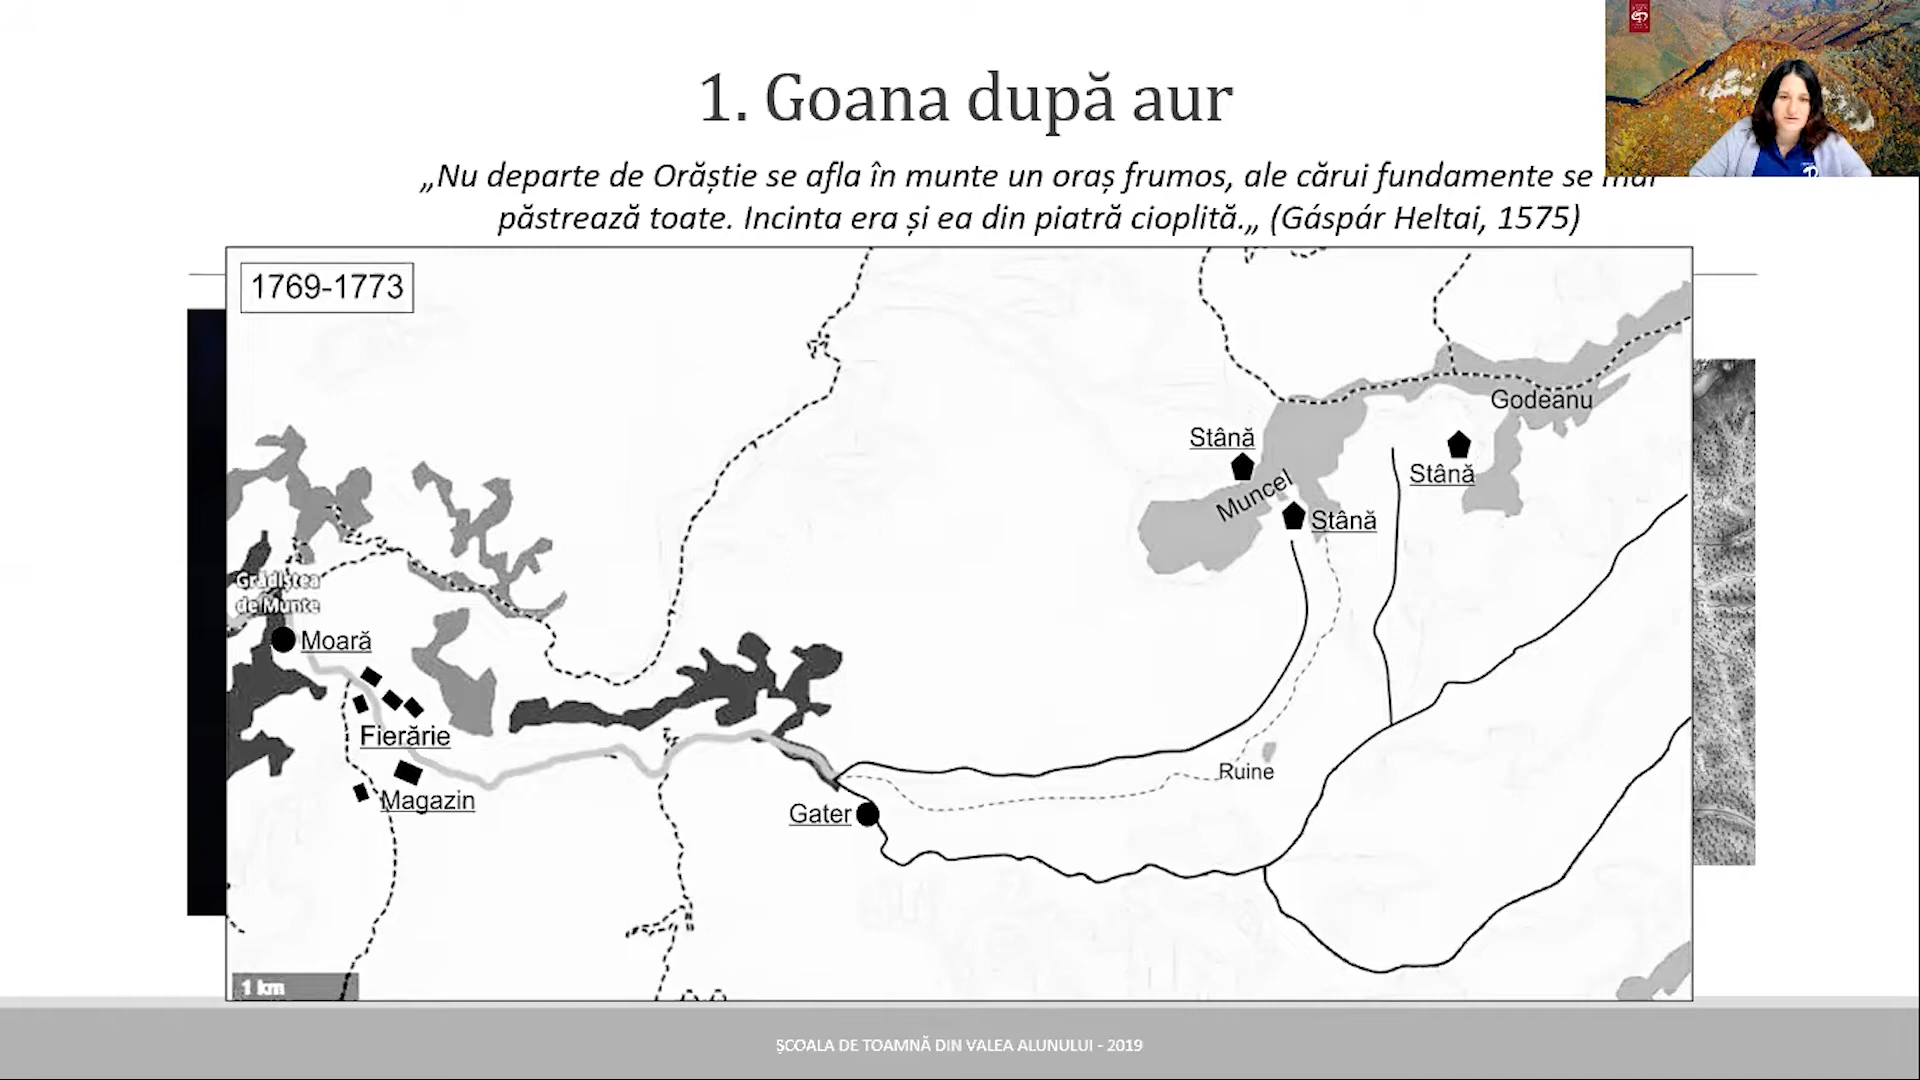 1. Goana după aur
„Nu departe de Orăștie se afla în munte un oraș frumos, ale cărui fundamente se mai
păstrează toate. Incinta era și ea din piatră cioplită.„ (Gáspár Heltai, 1575)
1769-1773
Godeanu
Stână
Stână
Muncel
Stână
Grădiștea
de Munte
Moară
Fierărie
Ruine
Magazin
Gater
1 km
ȘCOALA DE TOAMNĂ DIN VALEA ALUNULUI - 2019